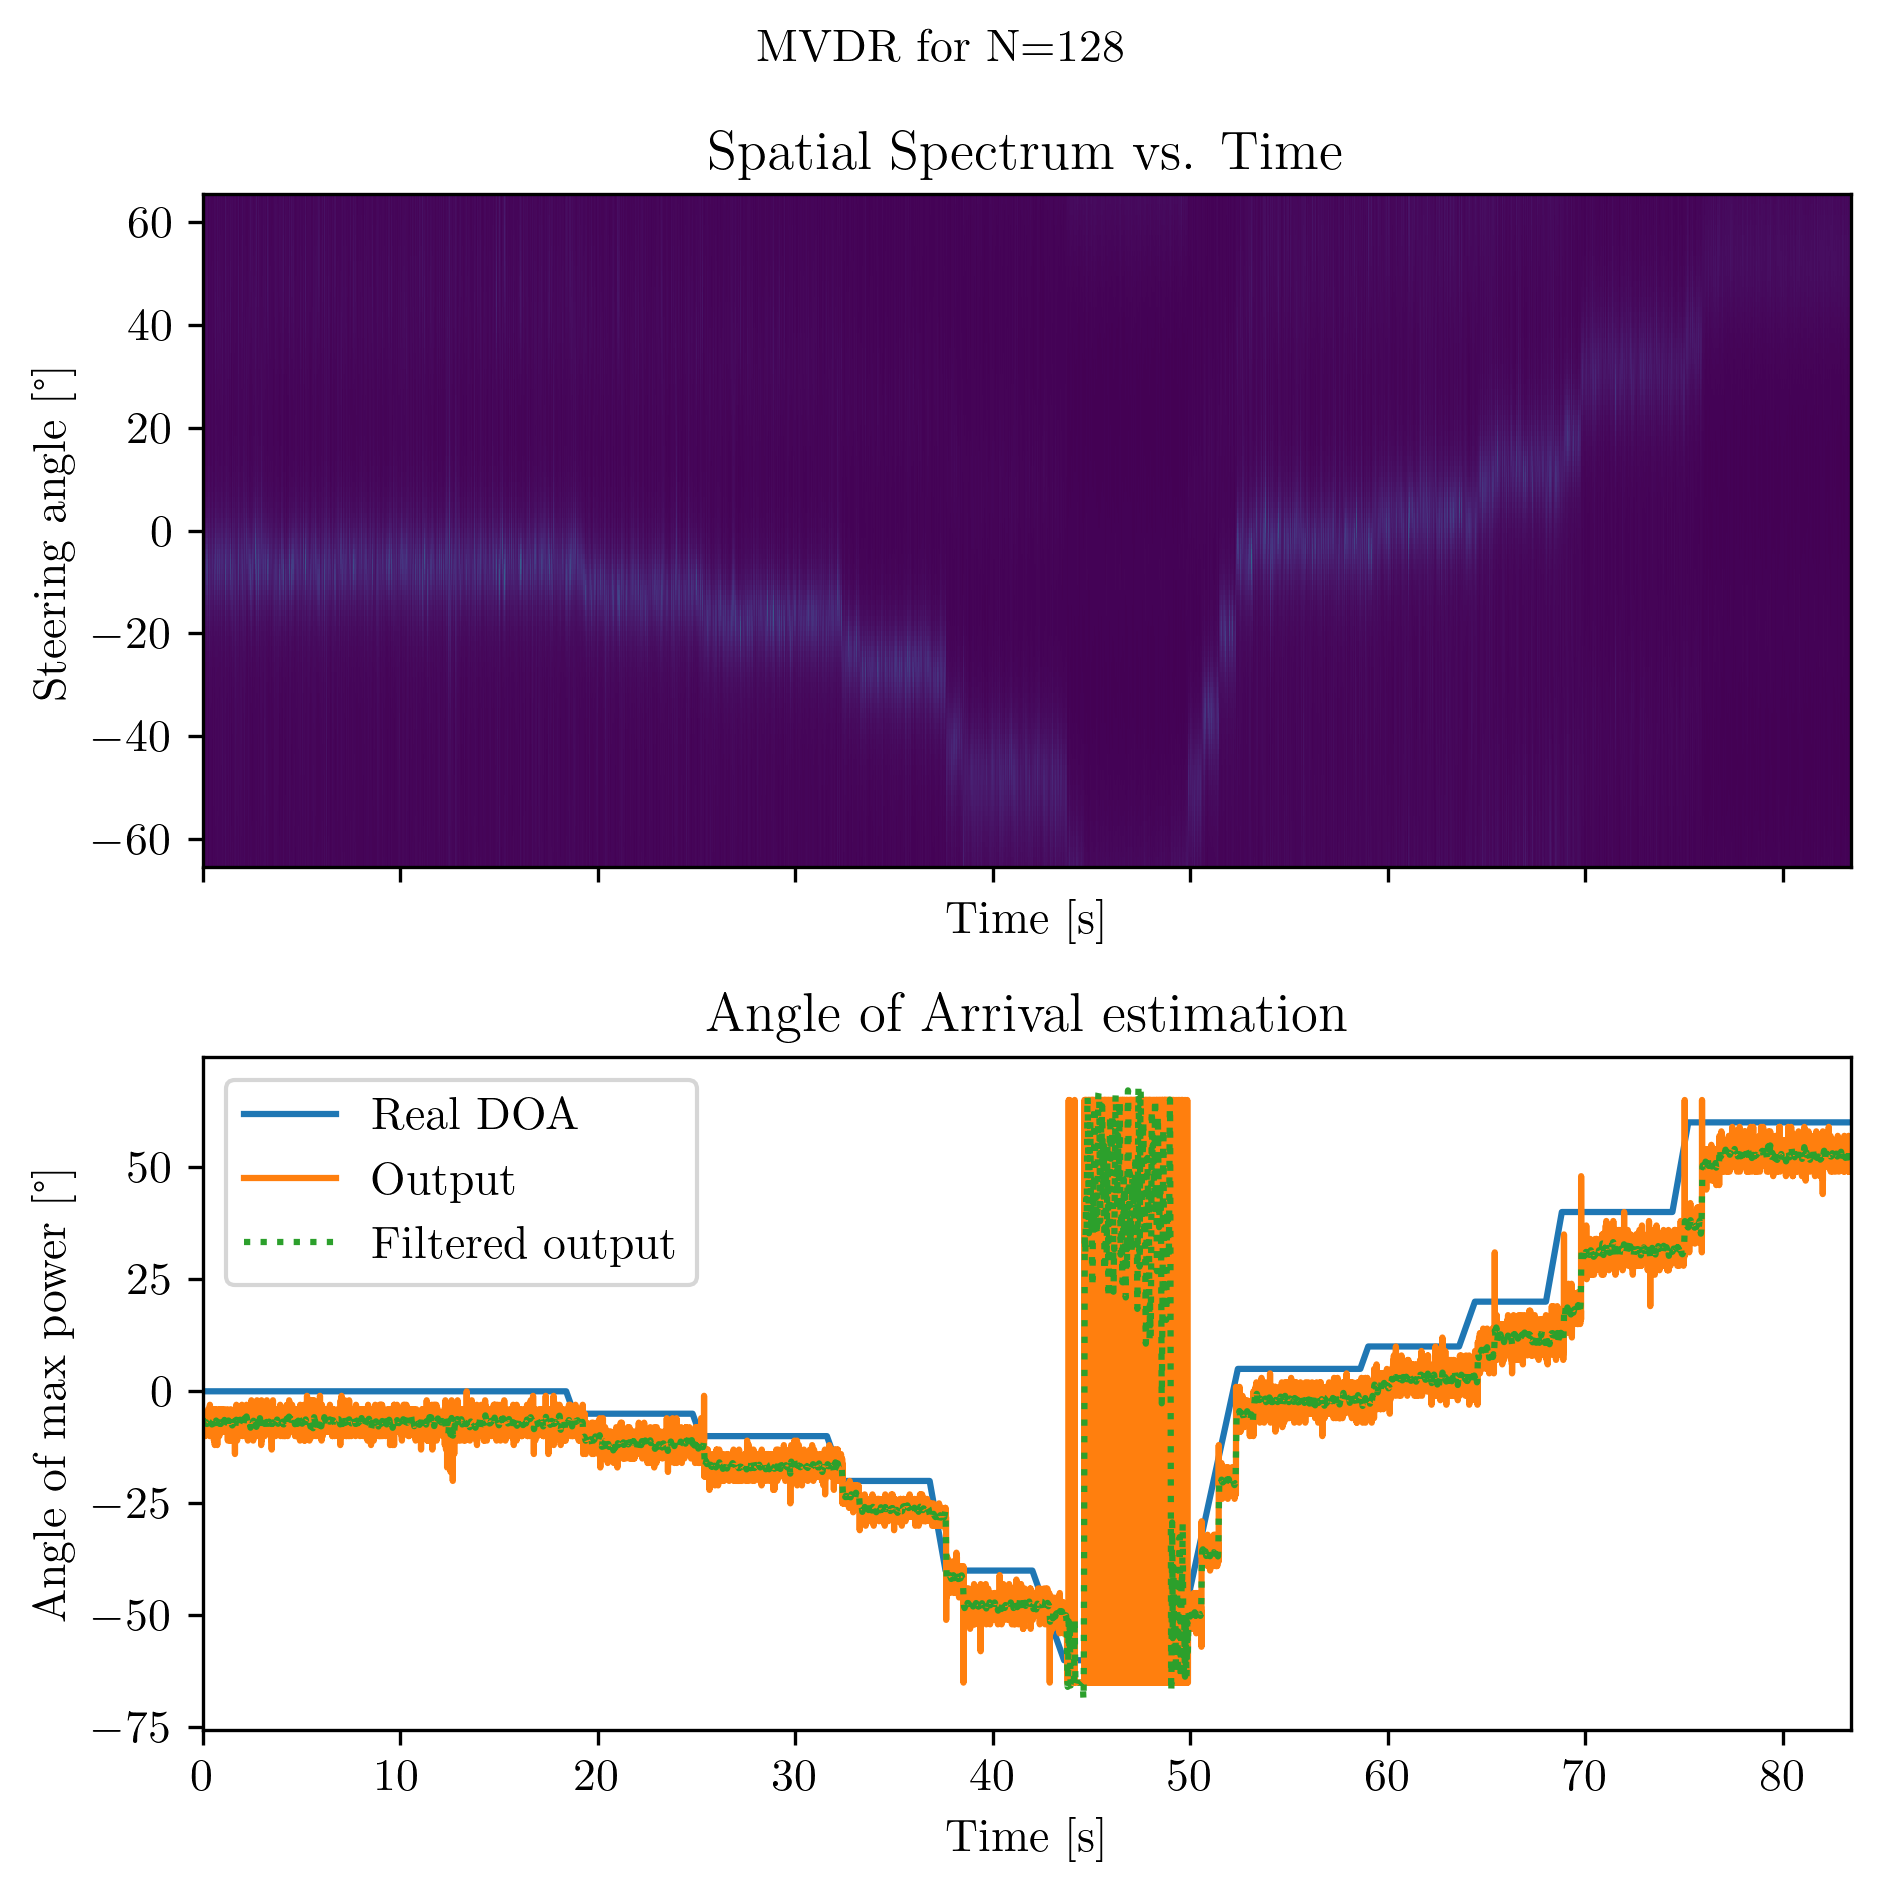 MVDR for N=128
Spatial Spectrum vs. Time
60
40
20
0
−20
−40
−60
Steering angle [°]
Time [s]
Angle of Arrival estimation
Real DOA
Output
Filtered output
50
25
0
−25
−50
−75
Angle of max power [°]
0 10 20 30 40 50 60 70 80
Time [s]